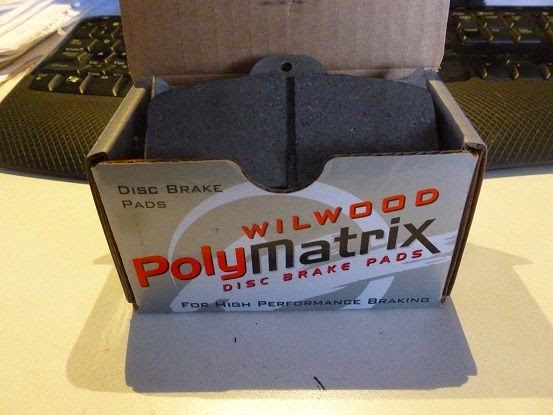 DISC BRAKE
PADS
WILWOOD
PolyMatrix
DISC BRAKE PADS
FOR HIGH PERFORMANCE BRAKING